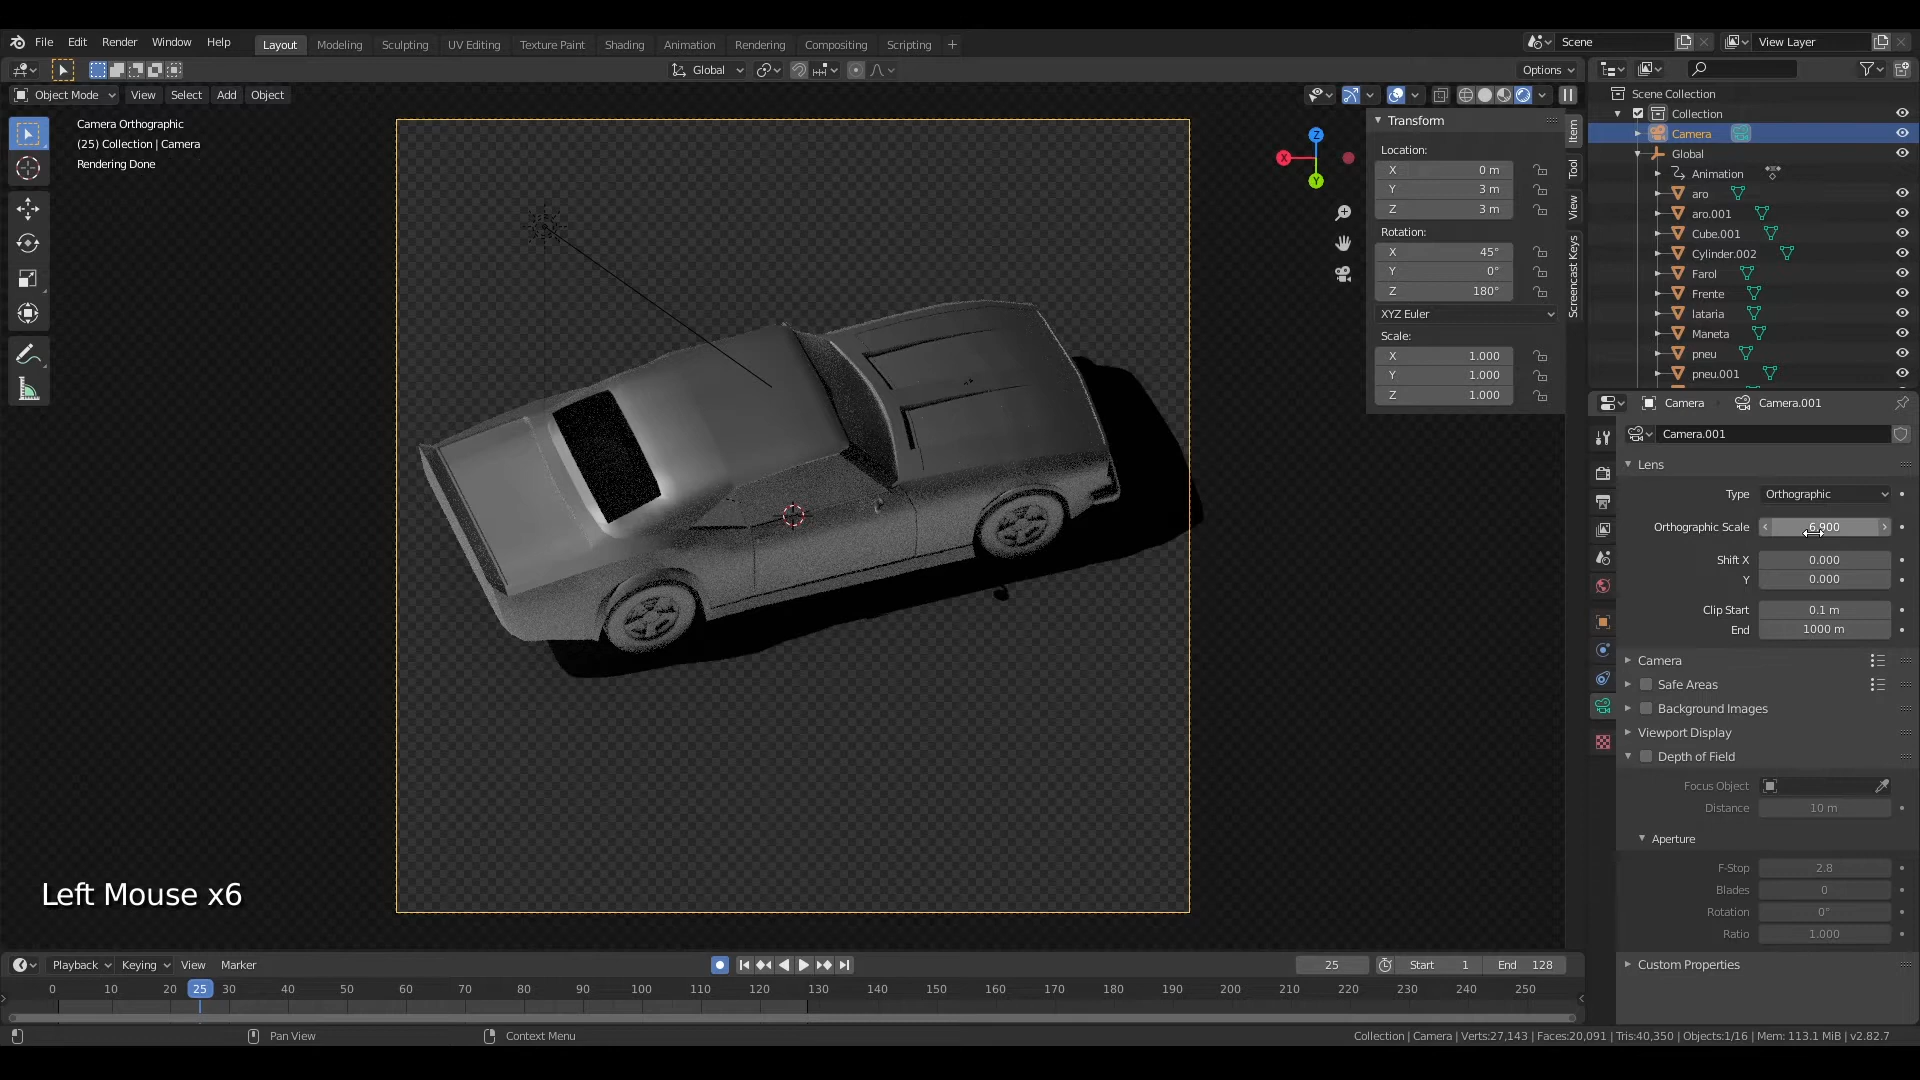 File Edit Render Window Help Layout Modeling Sculpting UV Editing Texture Paint Shading Animation Rendering Compositing Scripting + Scene View Layer
Global Options
Object Mode View Select Add Object
Camera Orthographic
(25) Collection | Camera
Rendering Done
Z
X
Y
Transform
Location:
X 0 m
Y 3 m
Z 3 m
Rotation:
X 45°
Y 0°
Z 180°
XYZ Euler
Scale:
X 1.000
Y 1.000
Z 1.000
Item
Tool
View
Screencast Keys
Scene Collection
Collection
Camera
Global
Animation
aro
aro.001
Cube.001
Cylinder.002
Farol
Frente
lataria
Maneta
pneu
pneu.001
Camera Camera.001
Camera.001
Lens
Type Orthographic
Orthographic Scale 6.900
Shift X 0.000
Y 0.000
Clip Start 0.1 m
End 1000 m
Camera
Safe Areas
Background Images
Viewport Display
Depth of Field
Focus Object
Distance 10 m
Aperture
F-Stop 2.8
Blades 0
Rotation 0°
Ratio 1.000
Custom Properties
Left Mouse x6
Playback Keying View Marker 25 Start 1 End 128
0 10 20 25 30 40 50 60 70 80 90 100 110 120 130 140 150 160 170 180 190 200 210 220 230 240 250
Pan View Context Menu Collection | Camera | Verts:27,143 | Faces:20,091 | Tris:40,350 | Objects:1/16 | Mem: 113.1 MiB | v2.82.7